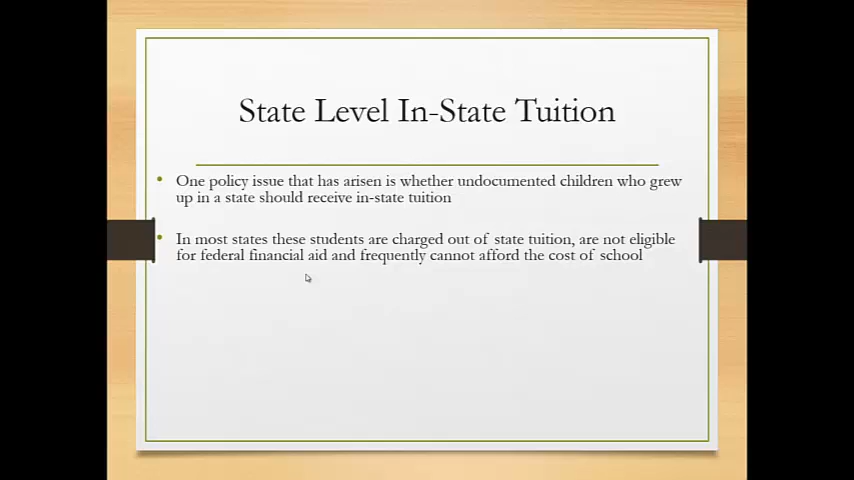 State Level In-State Tuition
• One policy issue that has arisen is whether undocumented children who grew
up in a state should receive in-state tuition
• In most states these students are charged out of state tuition, are not eligible
for federal financial aid and frequently cannot afford the cost of school